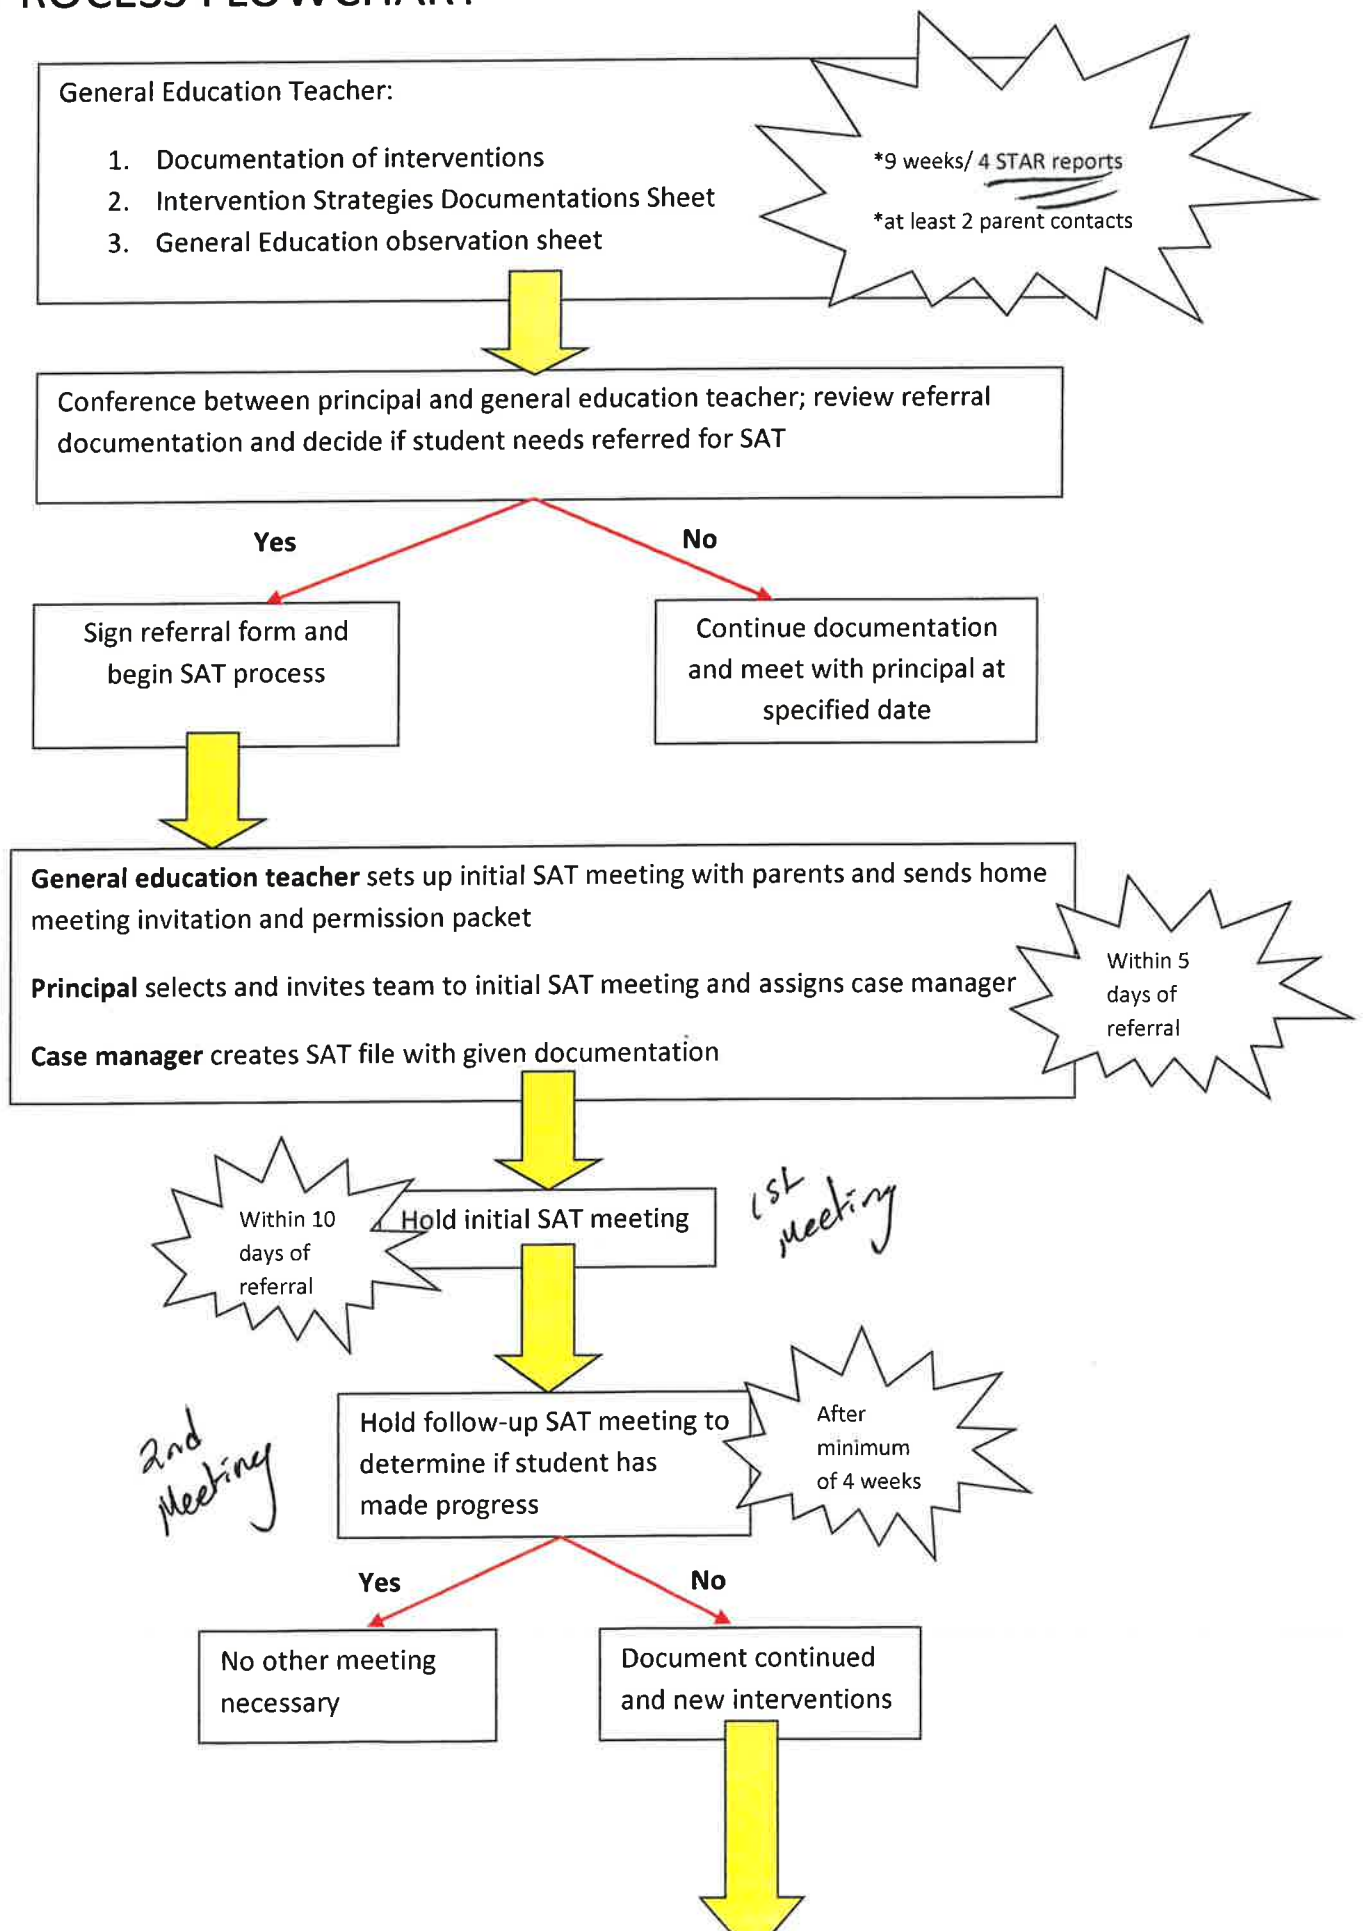 ROCESS FLOWCHART
General Education Teacher:
1. Documentation of interventions
2. Intervention Strategies Documentations Sheet
3. General Education observation sheet
*9 weeks/ 4 STAR reports
*at least 2 parent contacts
Conference between principal and general education teacher; review referral
documentation and decide if student needs referred for SAT
Yes
No
Sign referral form and
begin SAT process
Continue documentation
and meet with principal at
specified date
General education teacher sets up initial SAT meeting with parents and sends home
meeting invitation and permission packet
Principal selects and invites team to initial SAT meeting and assigns case manager
Case manager creates SAT file with given documentation
Within 5
days of
referral
Within 10
days of
referral
Hold initial SAT meeting
1st
Meeting
2nd
Meeting
Hold follow-up SAT meeting to
determine if student has
made progress
After
minimum
of 4 weeks
Yes
No
No other meeting
necessary
Document continued
and new interventions